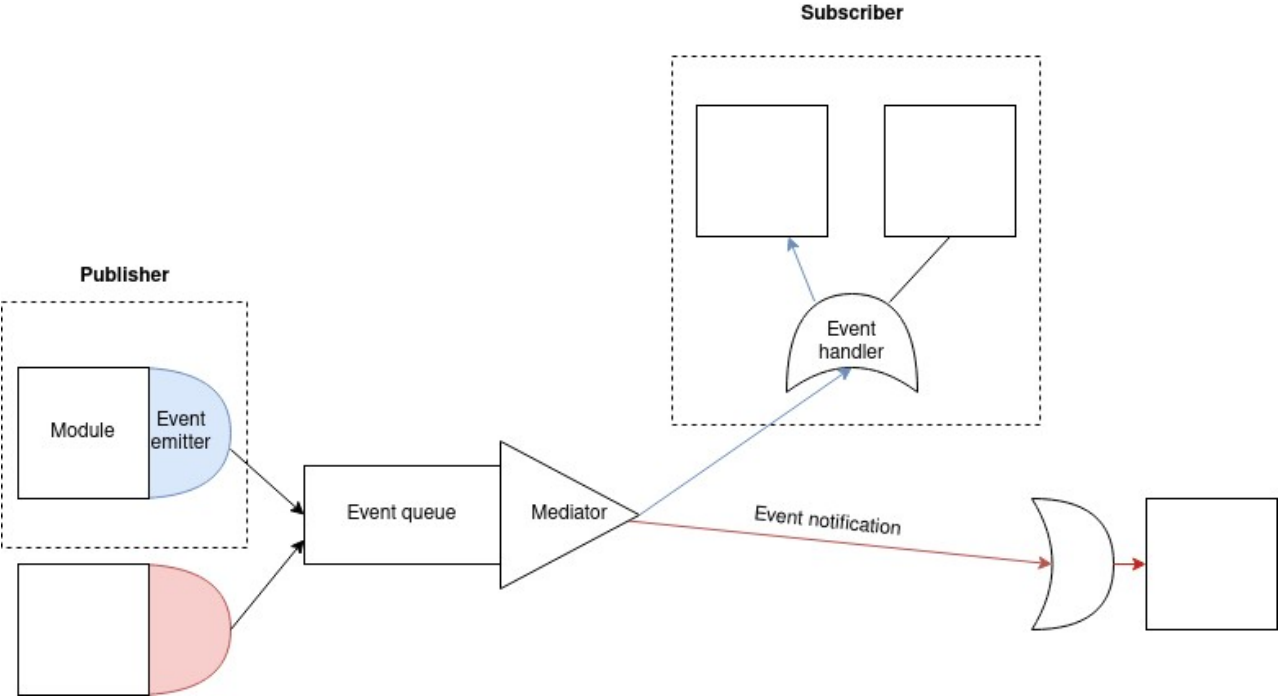 Subscriber
Publisher
Event
handler
Module
Event
emitter
Event queue
Mediator
Event notification